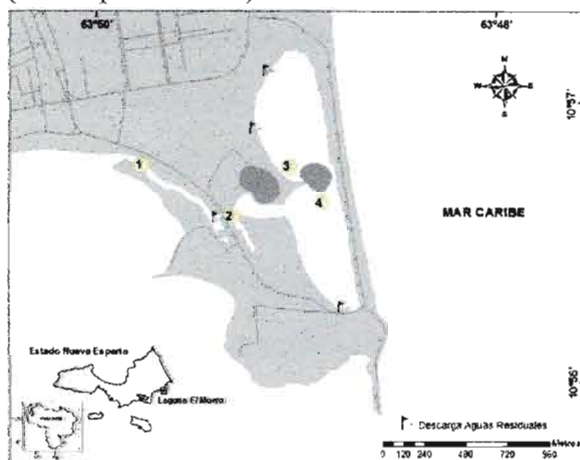 63°50'
63°48'
N
W
E
S
10°57'
1
3
2
4
MAR CARIBE
10°56'
Estado Nueva Esparta
Laguna El Morro
Descarga Aguas Residuales
Metros
0 120 240 480 720 960